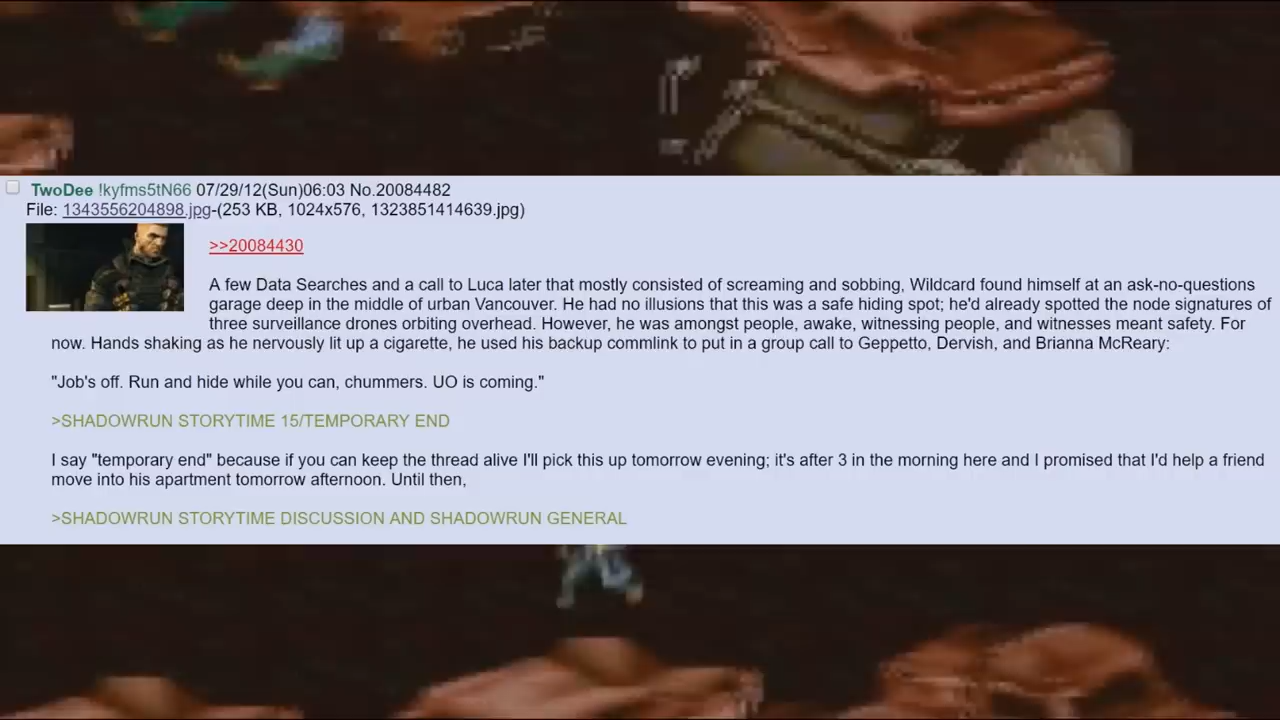 TwoDee !kyfms5tN66 07/29/12(Sun)06:03 No.20084482
File: 1343556204898.jpg-(253 KB, 1024x576, 1323851414639.jpg)
>>20084430
A few Data Searches and a call to Luca later that mostly consisted of screaming and sobbing, Wildcard found himself at an ask-no-questions
garage deep in the middle of urban Vancouver. He had no illusions that this was a safe hiding spot; he'd already spotted the node signatures of
three surveillance drones orbiting overhead. However, he was amongst people, awake, witnessing people, and witnesses meant safety. For
now. Hands shaking as he nervously lit up a cigarette, he used his backup commlink to put in a group call to Geppetto, Dervish, and Brianna McReary:
"Job's off. Run and hide while you can, chummers. UO is coming."
>SHADOWRUN STORYTIME 15/TEMPORARY END
I say "temporary end" because if you can keep the thread alive I'll pick this up tomorrow evening; it's after 3 in the morning here and I promised that I'd help a friend
move into his apartment tomorrow afternoon. Until then,
>SHADOWRUN STORYTIME DISCUSSION AND SHADOWRUN GENERAL